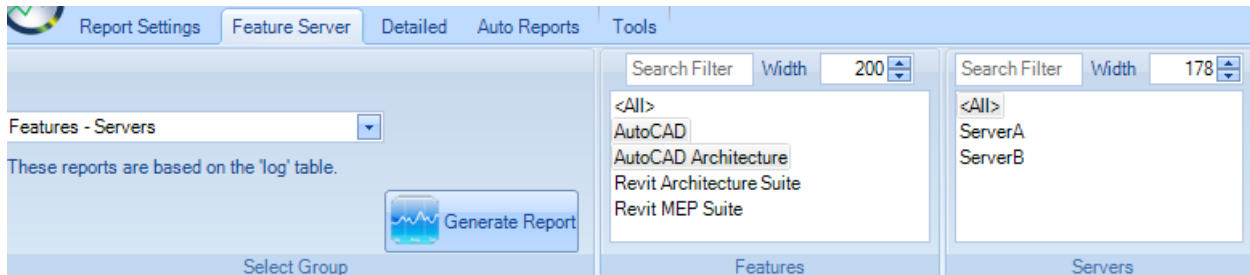 Report Settings Feature Server Detailed Auto Reports Tools
Features - Servers
These reports are based on the 'log' table.
Generate Report
Select Group
Search Filter Width 200
<All>
AutoCAD
AutoCAD Architecture
Revit Architecture Suite
Revit MEP Suite
Features
Search Filter Width 178
<All>
ServerA
ServerB
Servers